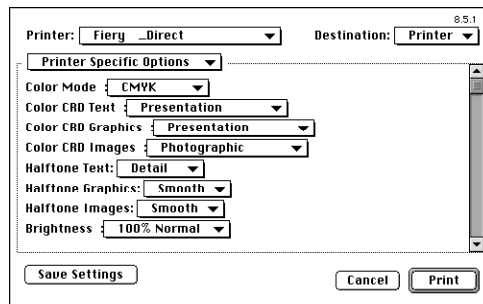 8.5.1
Printer: Fiery _Direct Destination: Printer
Printer Specific Options
Color Mode : CMYK
Color CRD Text : Presentation
Color CRD Graphics : Presentation
Color CRD Images : Photographic
Halftone Text: Detail
Halftone Graphics: Smooth
Halftone Images: Smooth
Brightness : 100% Normal
Save Settings Cancel Print